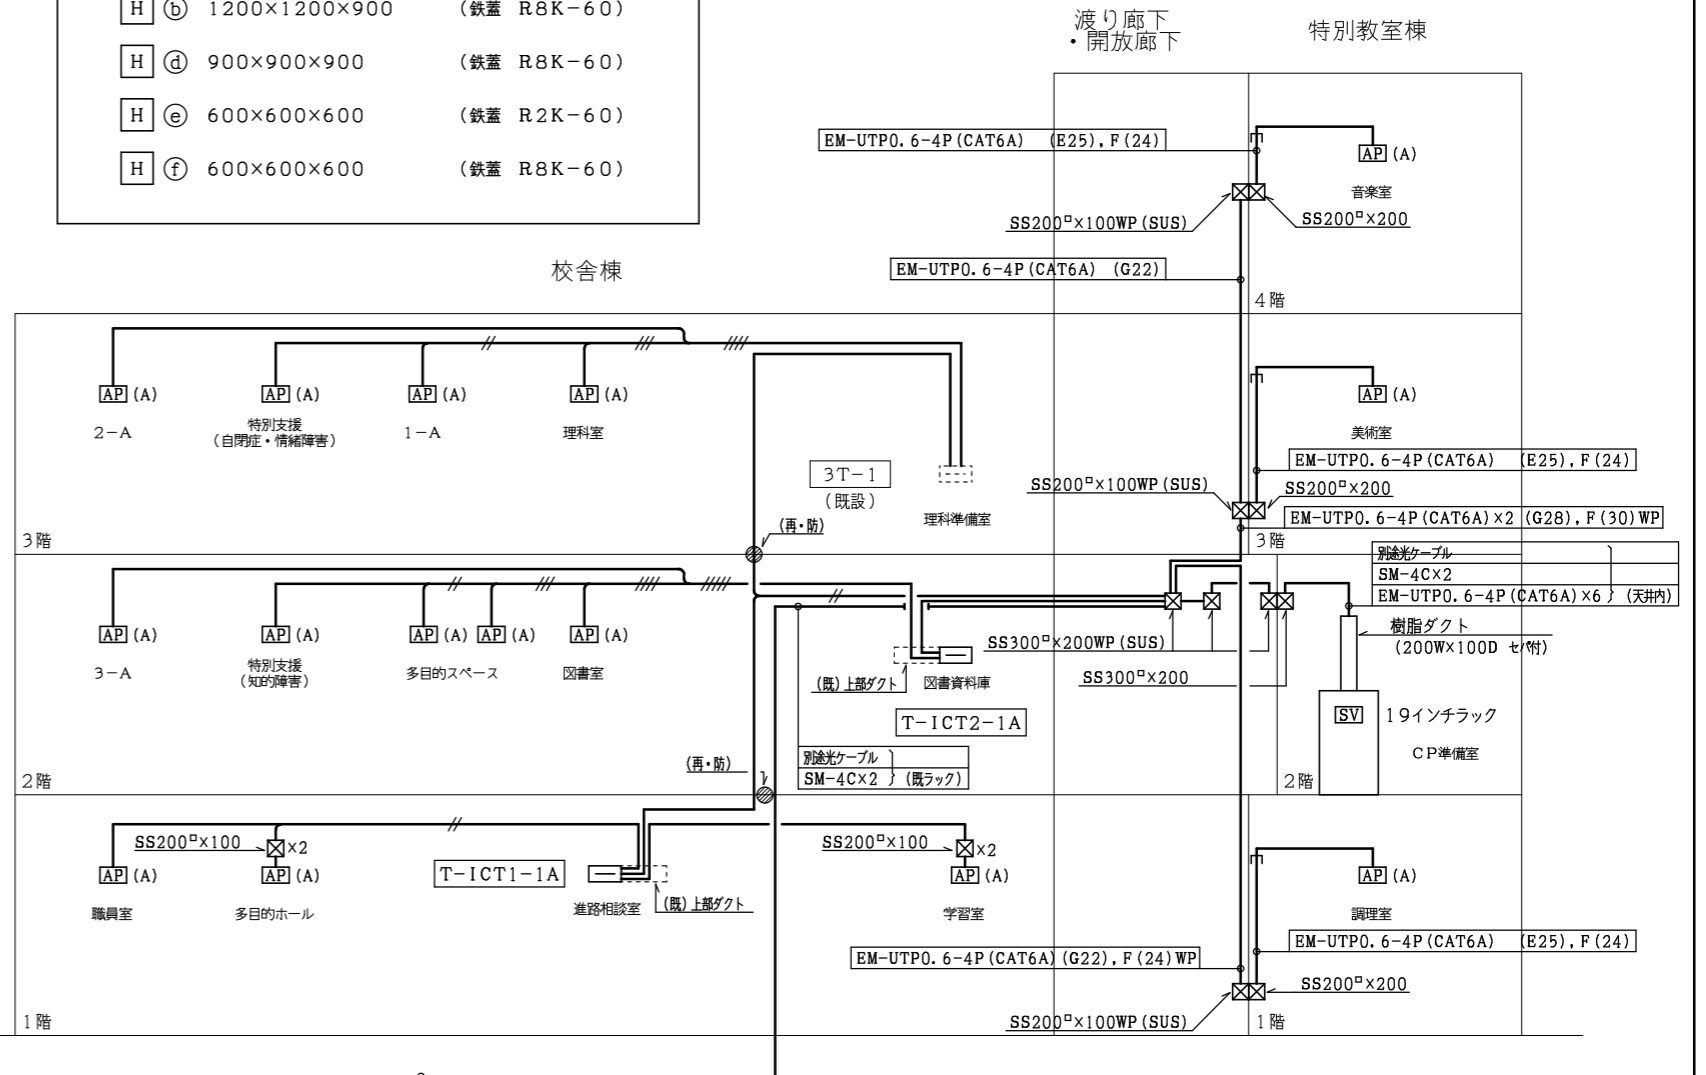 H ⓑ 1200×1200×900 (鉄蓋 R8K-60)
H ⓓ 900×900×900 (鉄蓋 R8K-60)
H ⓔ 600×600×600 (鉄蓋 R2K-60)
H ⓕ 600×600×600 (鉄蓋 R8K-60)
渡り廊下
・開放廊下
特別教室棟
EM-UTP0.6-4P(CAT6A) (E25),F(24)
AP (A)
音楽室
SS200□×100WP(SUS)
SS200□×200
校舎棟
EM-UTP0.6-4P(CAT6A) (G22)
4階
AP (A)
2-A
AP (A)
特別支援
(自閉症・情緒障害)
AP (A)
1-A
AP (A)
理科室
3T-1
(既設)
理科準備室
(再・防)
3階
AP (A)
美術室
EM-UTP0.6-4P(CAT6A) (E25),F(24)
SS200□×100WP(SUS)
SS200□×200
EM-UTP0.6-4P(CAT6A)×2 (G28),F(30)WP
3階
別途光ケーブル
SM-4C×2
EM-UTP0.6-4P(CAT6A)×6 (天井内)
AP (A)
3-A
AP (A)
特別支援
(知的障害)
AP (A) AP (A)
多目的スペース
AP (A)
図書室
(既)上部ダクト
図書資料庫
T-ICT2-1A
SS300□×200WP(SUS)
SS300□×200
樹脂ダクト
(200W×100D セパ付)
SV 19インチラック
CP準備室
別途光ケーブル
SM-4C×2 (既ラック)
(再・防)
2階
2階
SS200□×100
×2
AP (A)
職員室
AP (A)
多目的ホール
T-ICT1-1A
進路相談室
(既)上部ダクト
SS200□×100
×2
AP (A)
学習室
AP (A)
調理室
EM-UTP0.6-4P(CAT6A) (E25),F(24)
EM-UTP0.6-4P(CAT6A)(G22),F(24)WP
SS200□×200
SS200□×100WP(SUS)
1階
1階